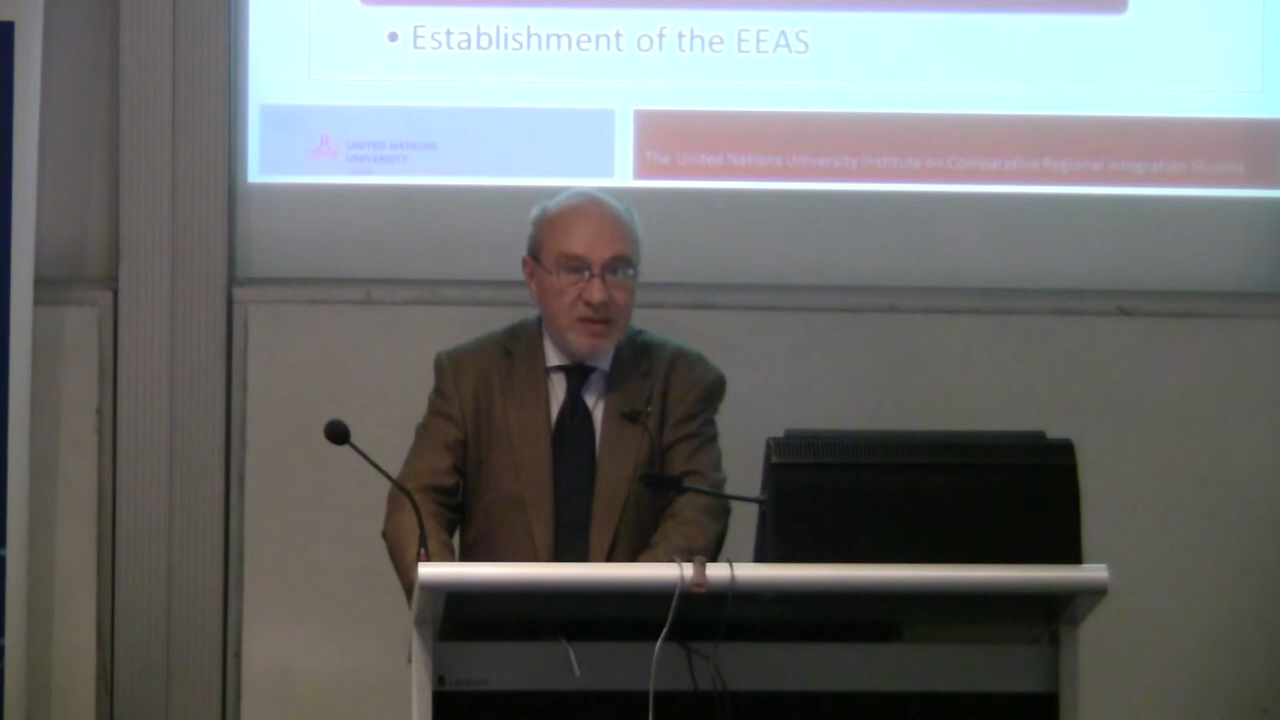 • Establishment of the EEAS
UNITED NATIONS
UNIVERSITY
The United Nations University Institute on Comparative Regional Integration Studies